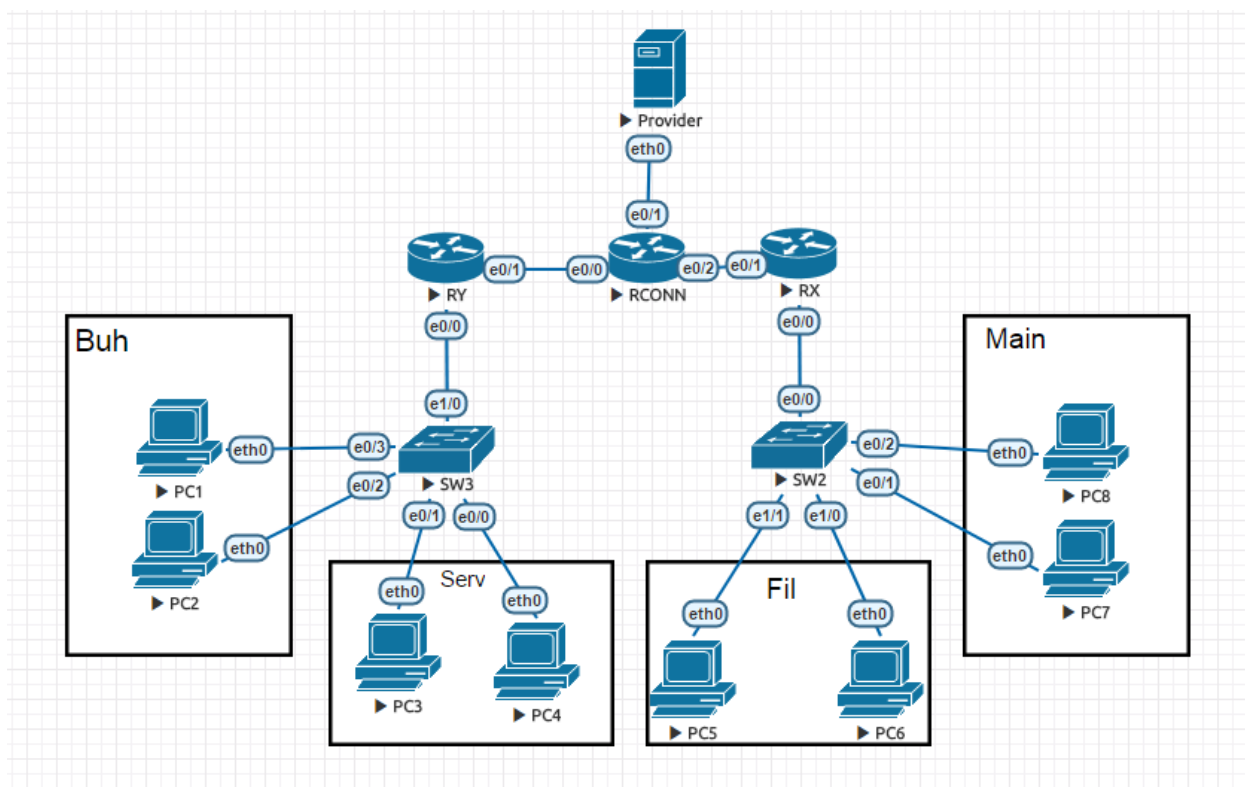 Provider
eth0
e0/1
RY
e0/1
e0/0
RCONN
e0/2
e0/1
RX
e0/0
e0/0
Buh
Main
e1/0
e0/0
eth0
e0/3
PC1
e0/2
SW3
SW2
e0/2
eth0
PC8
e0/1
eth0
PC2
e0/1
e0/0
e1/1
e1/0
eth0
PC7
Serv
Fil
eth0
eth0
eth0
eth0
PC3
PC4
PC5
PC6